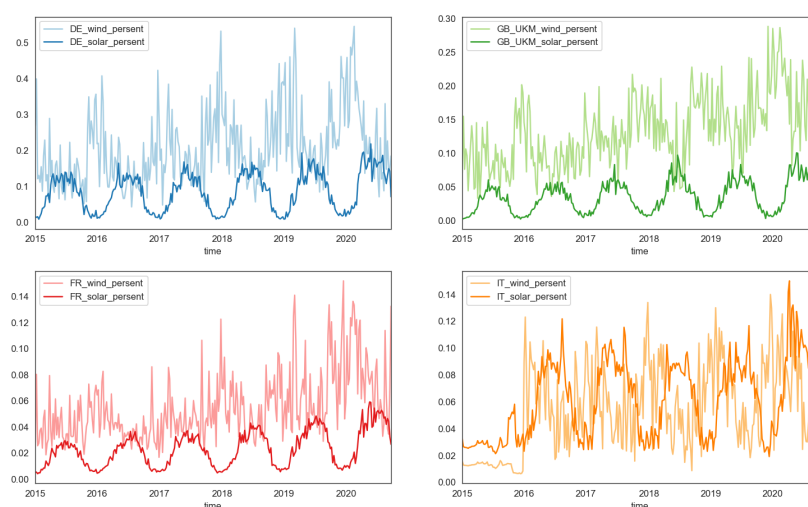 DE_wind_persent
DE_solar_persent
0.5
0.4
0.3
0.2
0.1
0.0
2015 2016 2017 2018 2019 2020
time
GB_UKM_wind_persent
GB_UKM_solar_persent
0.30
0.25
0.20
0.15
0.10
0.05
0.00
2015 2016 2017 2018 2019 2020
time
FR_wind_persent
FR_solar_persent
0.14
0.12
0.10
0.08
0.06
0.04
0.02
0.00
2015 2016 2017 2018 2019 2020
time
IT_wind_persent
IT_solar_persent
0.14
0.12
0.10
0.08
0.06
0.04
0.02
0.00
2015 2016 2017 2018 2019 2020
time